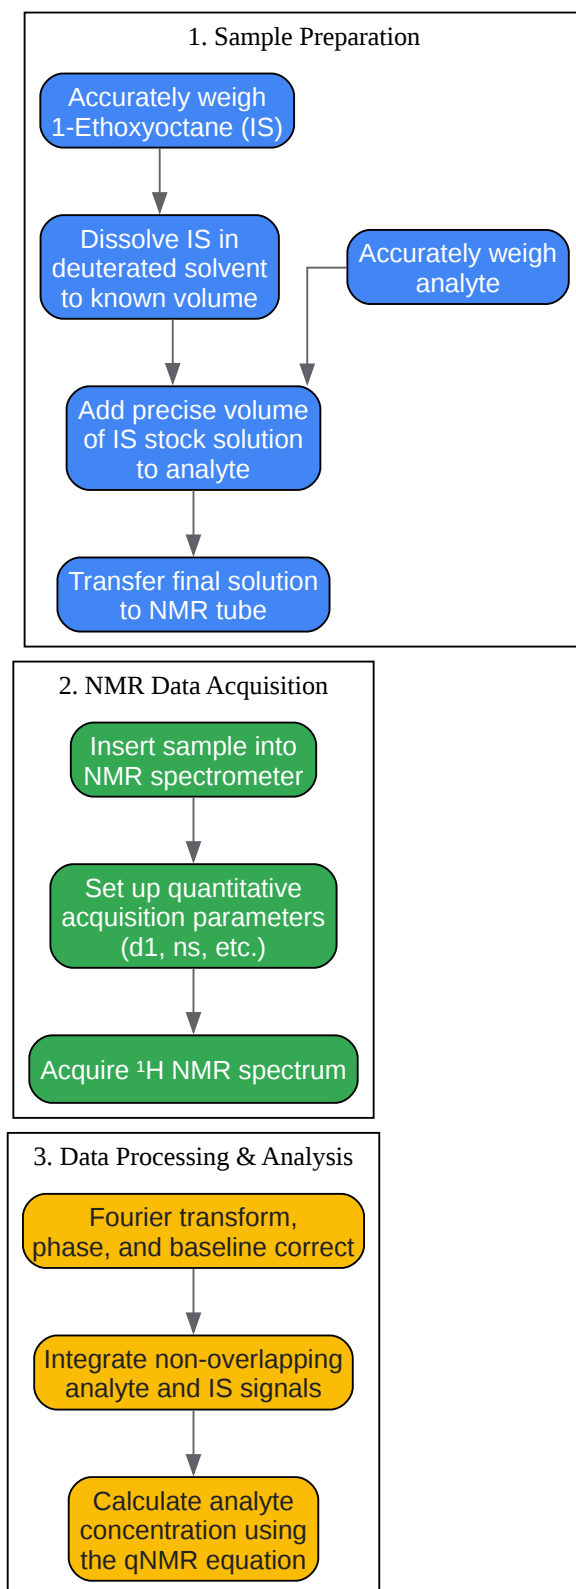 1. Sample Preparation
Accurately weigh
1-Ethoxyoctane (IS)
Dissolve IS in
deuterated solvent
to known volume
Accurately weigh
analyte
Add precise volume
of IS stock solution
to analyte
Transfer final solution
to NMR tube
2. NMR Data Acquisition
Insert sample into
NMR spectrometer
Set up quantitative
acquisition parameters
(d1, ns, etc.)
Acquire ¹H NMR spectrum
3. Data Processing & Analysis
Fourier transform,
phase, and baseline correct
Integrate non-overlapping
analyte and IS signals
Calculate analyte
concentration using
the qNMR equation